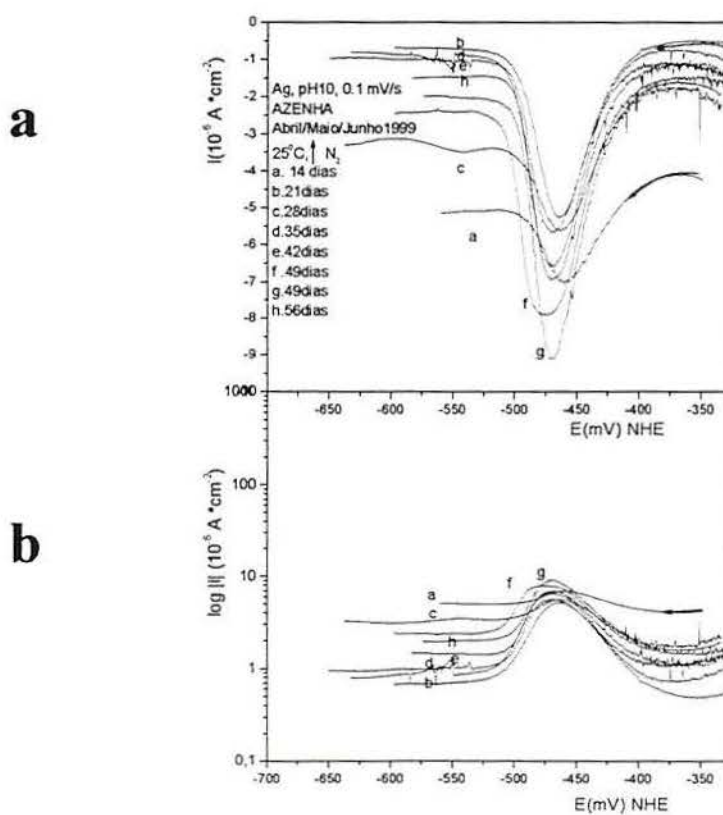 a
I(10⁻⁶ A *cm⁻²)
0
-1
-2
-3
-4
-5
-6
-7
-8
-9
b
d
e
h
Ag, pH10, 0.1 mV/s
AZENHA
Abril/Maio/Junho1999
25⁰C,↑ N₂
a. 14 dias
b.21dias
c.28dias
d.35dias
e.42dias
f .49dias
g.49dias
h.56dias
c
a
f
g
-650 -600 -550 -500 -450 -400 -350
E(mV) NHE
b
log |I| (10⁻⁶ A *cm⁻²)
1000
100
10
1
0,1
f g
a
c
h
d e
b
-700 -650 -600 -550 -500 -450 -400 -350
E(mV) NHE